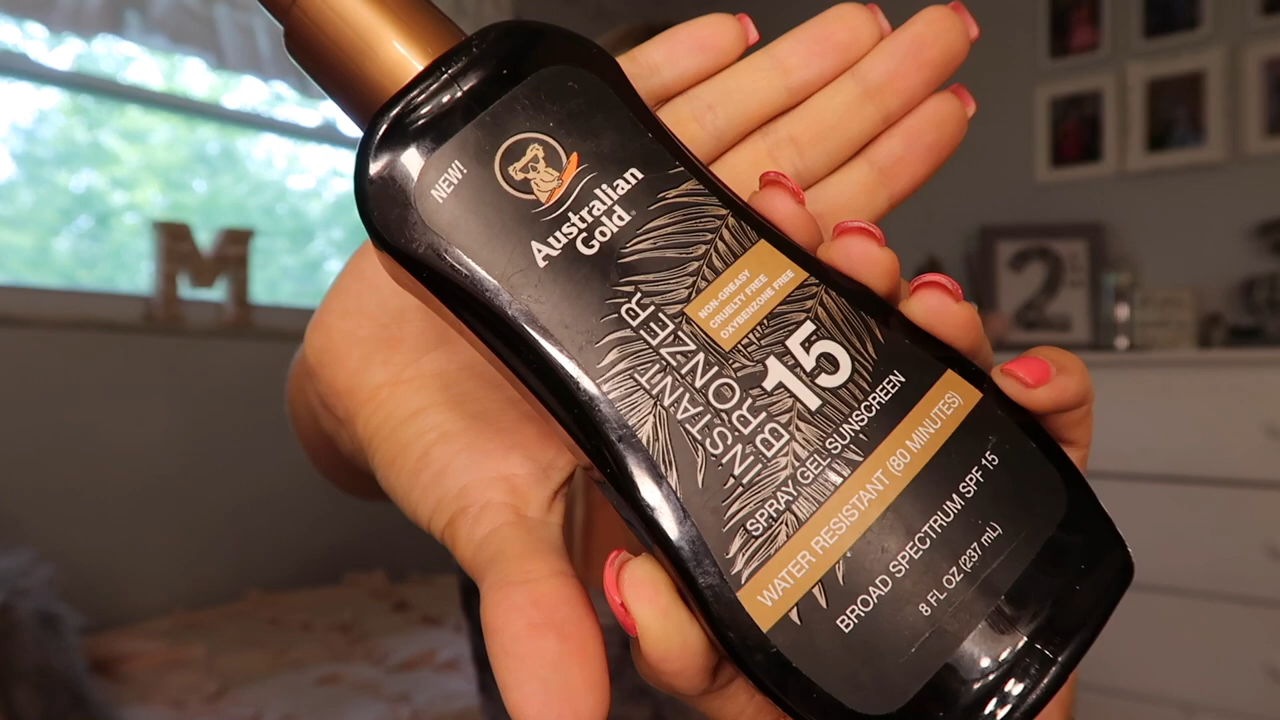 NEW!
Australian
Gold
NON-GREASY
CRUELTY FREE
OXYBENZONE FREE
INSTANT
BRONZER
15
SPRAY GEL SUNSCREEN
WATER RESISTANT (80 MINUTES)
BROAD SPECTRUM SPF 15
8 FL OZ (237 mL)
M
2